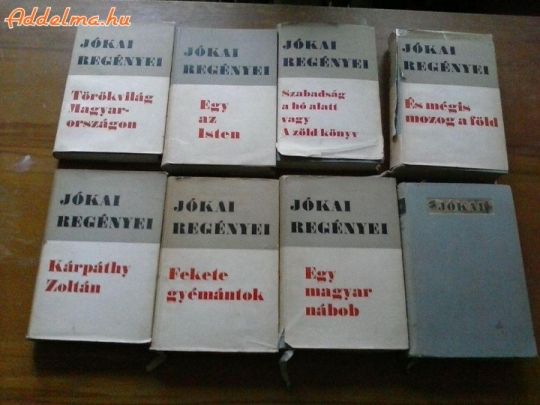 Addelma.hu
JÓKAI
REGÉNYEI
Törökvilág
Magyar-
országon
JÓKAI
REGÉNYEI
Egy
az
Isten
JÓKAI
REGÉNYEI
Szabadság
a hó alatt
vagy
A zöld könyv
JÓKAI
REGÉNYEI
És mégis
mozog a föld
JÓKAI
REGÉNYEI
Kárpáthy
Zoltán
JÓKAI
REGÉNYEI
Fekete
gyémántok
JÓKAI
REGÉNYEI
Egy
magyar
nábob
JÓKAI